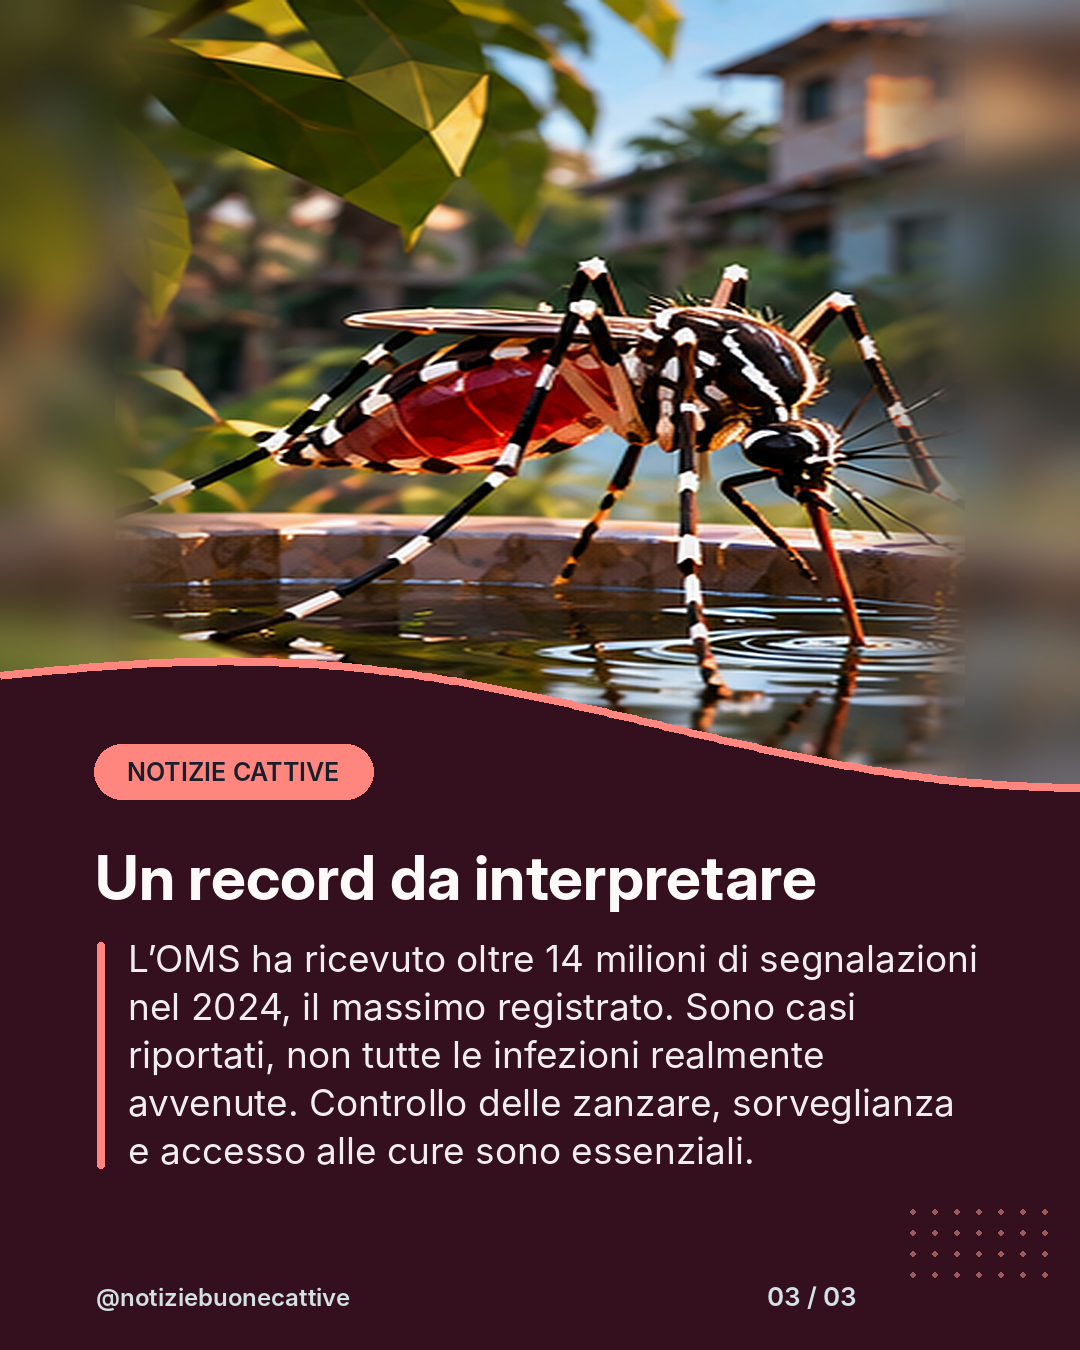 NOTIZIE CATTIVE
Un record da interpretare
L’OMS ha ricevuto oltre 14 milioni di segnalazioni
nel 2024, il massimo registrato. Sono casi
riportati, non tutte le infezioni realmente
avvenute. Controllo delle zanzare, sorveglianza
e accesso alle cure sono essenziali.
@notiziebuonecattive
03 / 03